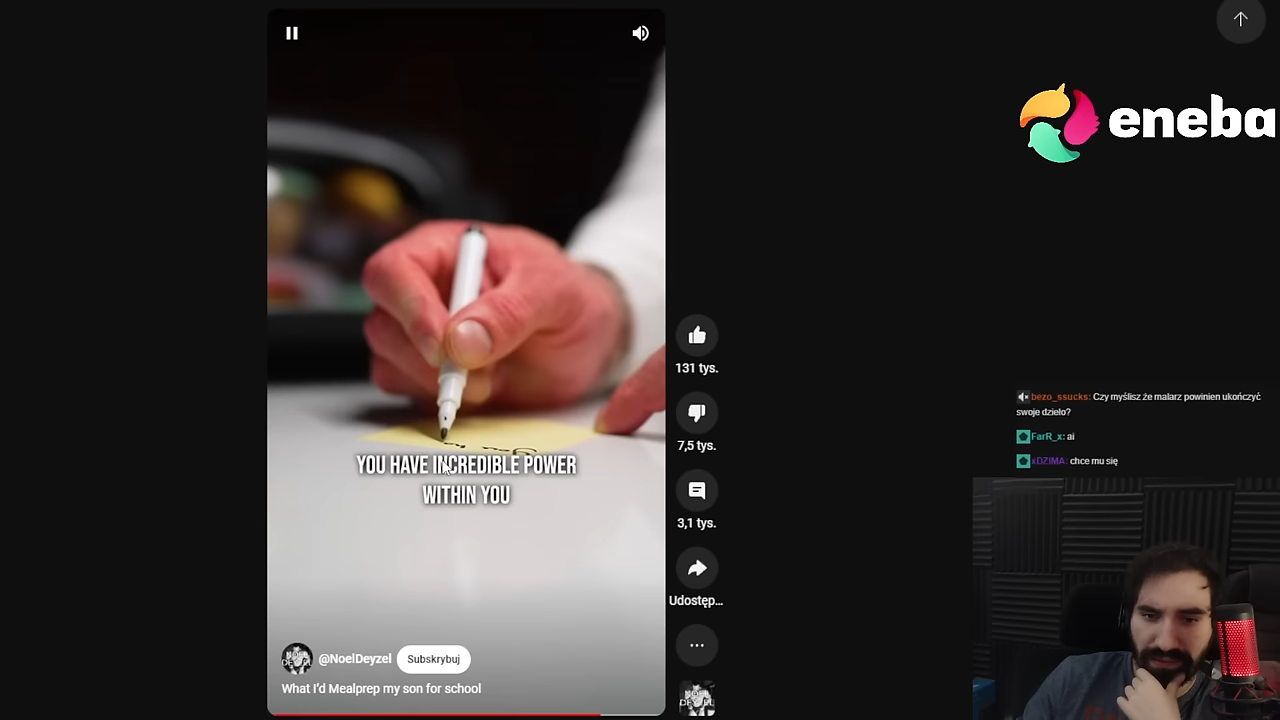 eneba
131 tys.
bezo_ssucks: Czy myślisz że malarz powinien ukończyć
swoje dzieło?
7,5 tys.
FarR_x: ai
xDZIMA: chce mu się
YOU HAVE INCREDIBLE POWER
WITHIN YOU
3,1 tys.
Udostęp...
@NoelDeyzel
Subskrybuj
What I'd Mealprep my son for school